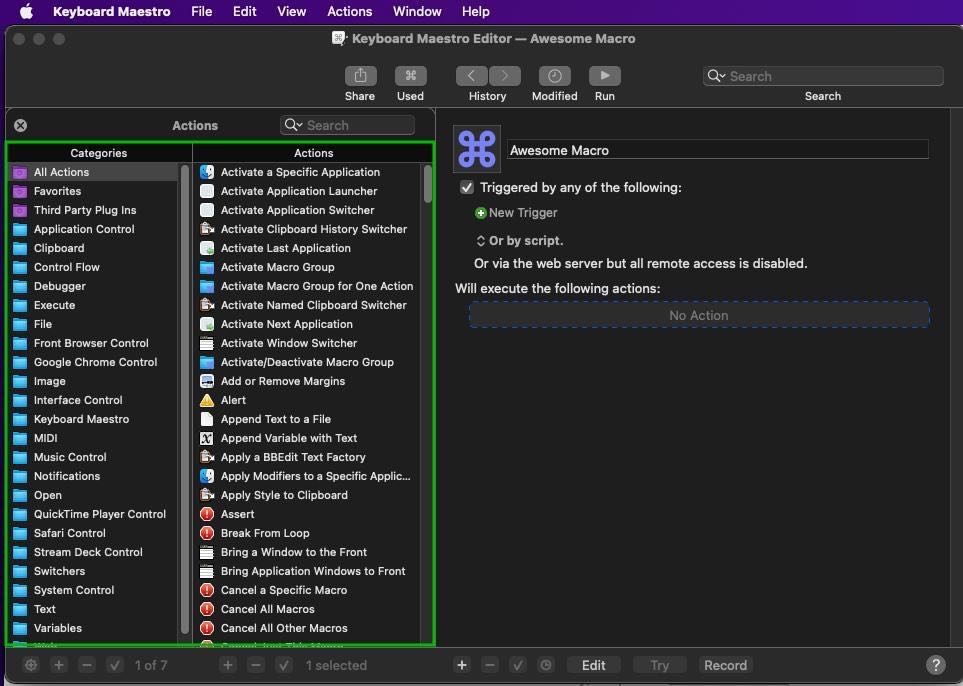 Keyboard Maestro File Edit View Actions Window Help
Keyboard Maestro Editor — Awesome Macro
Share Used History Modified Run
Search
Search
Actions
Search
Categories
All Actions
Favorites
Third Party Plug Ins
Application Control
Clipboard
Control Flow
Debugger
Execute
File
Front Browser Control
Google Chrome Control
Image
Interface Control
Keyboard Maestro
MIDI
Music Control
Notifications
Open
QuickTime Player Control
Safari Control
Stream Deck Control
Switchers
System Control
Text
Variables
Actions
Activate a Specific Application
Activate Application Launcher
Activate Application Switcher
Activate Clipboard History Switcher
Activate Last Application
Activate Macro Group
Activate Macro Group for One Action
Activate Named Clipboard Switcher
Activate Next Application
Activate Window Switcher
Activate/Deactivate Macro Group
Add or Remove Margins
Alert
Append Text to a File
Append Variable with Text
Apply a BBEdit Text Factory
Apply Modifiers to a Specific Applic...
Apply Style to Clipboard
Assert
Break From Loop
Bring a Window to the Front
Bring Application Windows to Front
Cancel a Specific Macro
Cancel All Macros
Cancel All Other Macros
1 of 7
1 selected
Awesome Macro
Triggered by any of the following:
New Trigger
Or by script.
Or via the web server but all remote access is disabled.
Will execute the following actions:
No Action
Edit Try Record ?